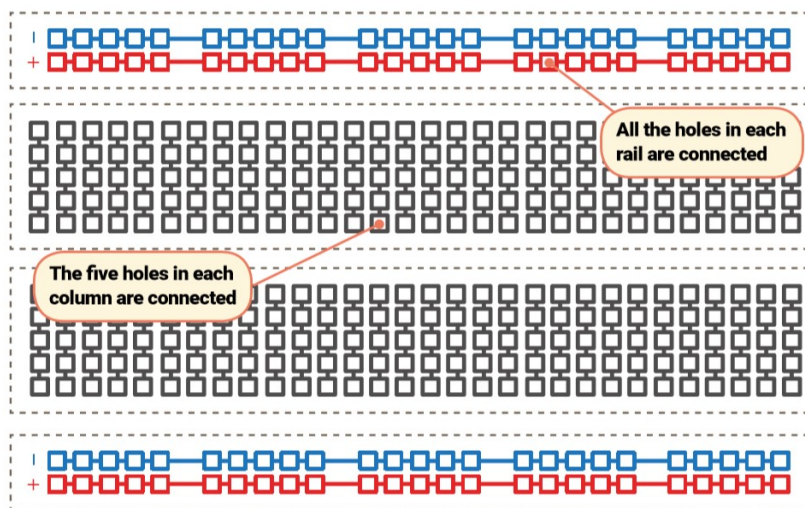 −
+
All the holes in each
rail are connected
The five holes in each
column are connected
−
+